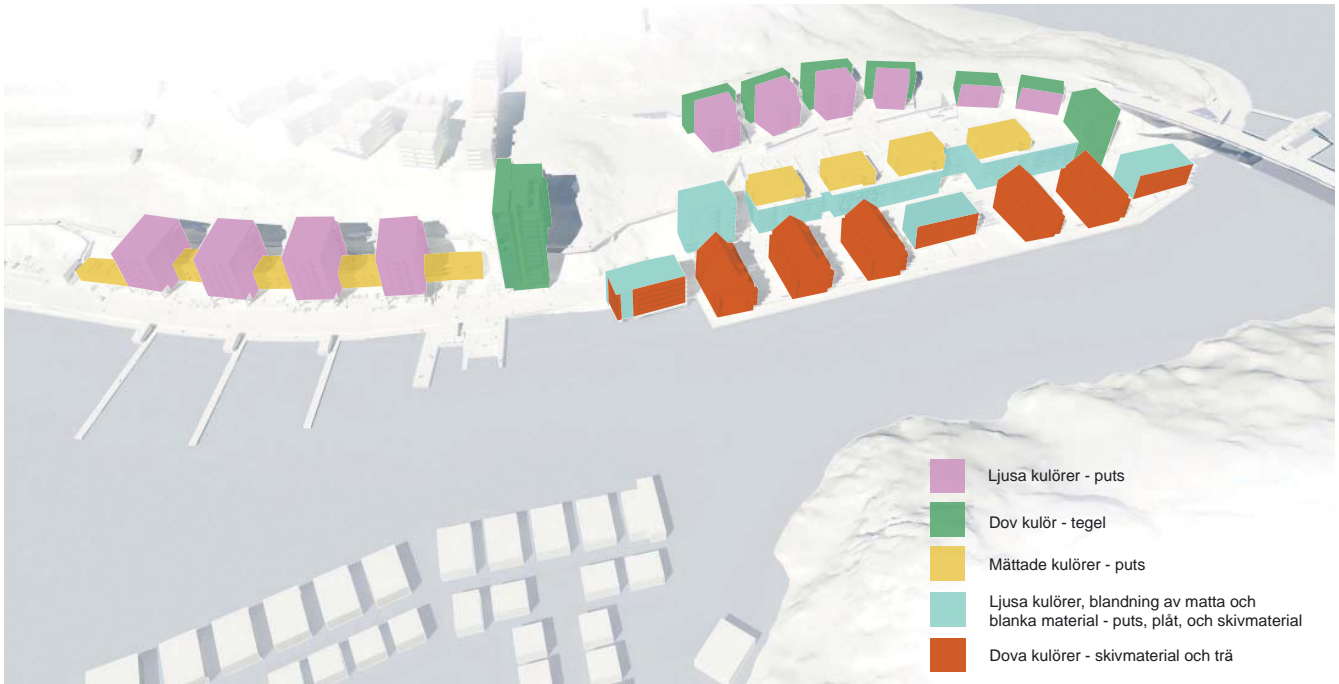 Ljusa kulörer - puts
Dov kulör - tegel
Mättade kulörer - puts
Ljusa kulörer, blandning av matta och
blanka material - puts, plåt, och skivmaterial
Dova kulörer - skivmaterial och trä